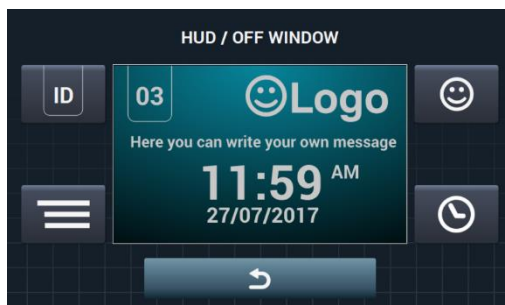 HUD / OFF WINDOW
ID
03
Logo
Here you can write your own message
11:59 AM
27/07/2017